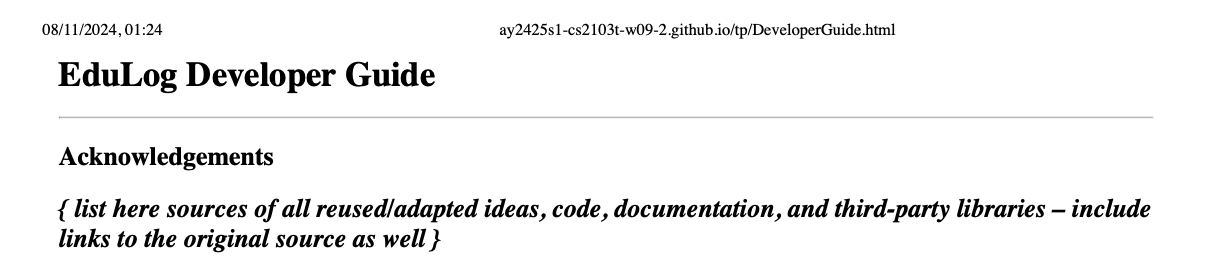 08/11/2024, 01:24 ay2425s1-cs2103t-w09-2.github.io/tp/DeveloperGuide.html
EduLog Developer Guide
Acknowledgements
{ list here sources of all reused/adapted ideas, code, documentation, and third-party libraries – include
links to the original source as well }